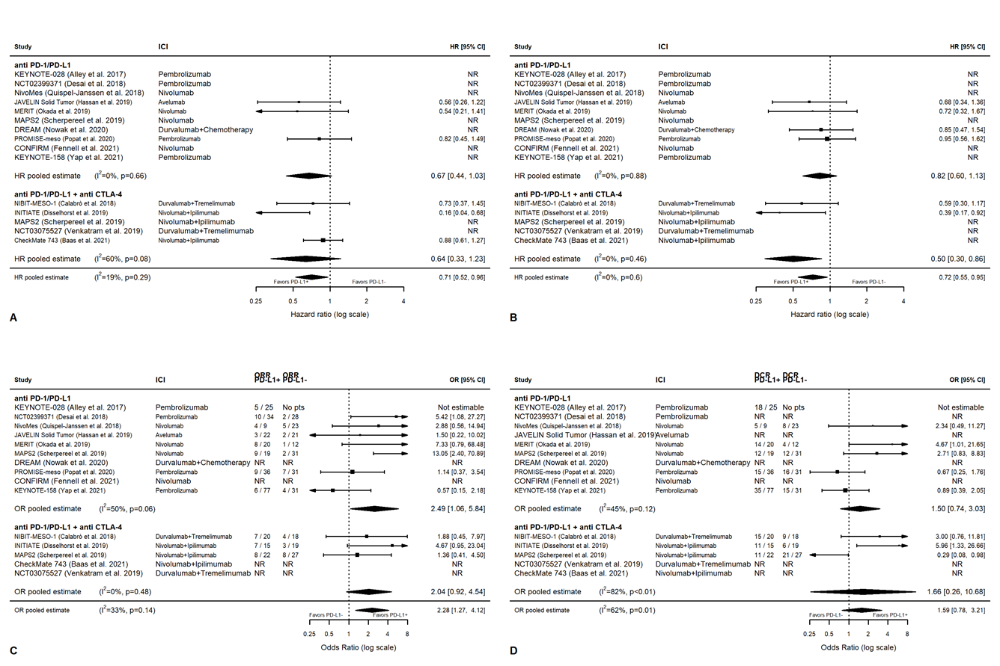 Study ICI HR [95% CI]
anti PD-1/PD-L1
KEYNOTE-028 (Alley et al. 2017) Pembrolizumab NR
NCT02399371 (Desai et al. 2018) Pembrolizumab NR
NivoMes (Quispel-Janssen et al. 2018) Nivolumab NR
JAVELIN Solid Tumor (Hassan et al. 2019) Avelumab 0.56 [0.26, 1.22]
MERIT (Okada et al. 2019) Nivolumab 0.54 [0.21, 1.41]
MAPS2 (Scherpereel et al. 2019) Nivolumab NR
DREAM (Nowak et al. 2020) Durvalumab+Chemotherapy NR
PROMISE-meso (Popat et al. 2020) Pembrolizumab 0.82 [0.45, 1.49]
CONFIRM (Fennell et al. 2021) Nivolumab NR
KEYNOTE-158 (Yap et al. 2021) Pembrolizumab NR
HR pooled estimate (I²=0%, p=0.66) 0.67 [0.44, 1.03]
anti PD-1/PD-L1 + anti CTLA-4
NIBIT-MESO-1 (Calabró et al. 2018) Durvalumab+Tremelimumab 0.73 [0.37, 1.45]
INITIATE (Disselhorst et al. 2019) Nivolumab+Ipilimumab 0.16 [0.04, 0.68]
MAPS2 (Scherpereel et al. 2019) Nivolumab+Ipilimumab NR
NCT03075527 (Venkatram et al. 2019) Durvalumab+Tremelimumab NR
CheckMate 743 (Baas et al. 2021) Nivolumab+Ipilimumab 0.88 [0.61, 1.27]
HR pooled estimate (I²=60%, p=0.08) 0.64 [0.33, 1.23]
HR pooled estimate (I²=19%, p=0.29) 0.71 [0.52, 0.96]
Favors PD-L1+ Favors PD-L1-
0.25 0.5 1 2 4
Hazard ratio (log scale)
A
Study ICI HR [95% CI]
anti PD-1/PD-L1
KEYNOTE-028 (Alley et al. 2017) Pembrolizumab NR
NCT02399371 (Desai et al. 2018) Pembrolizumab NR
NivoMes (Quispel-Janssen et al. 2018) Nivolumab NR
JAVELIN Solid Tumor (Hassan et al. 2019) Avelumab 0.68 [0.34, 1.36]
MERIT (Okada et al. 2019) Nivolumab 0.72 [0.32, 1.67]
MAPS2 (Scherpereel et al. 2019) Nivolumab NR
DREAM (Nowak et al. 2020) Durvalumab+Chemotherapy 0.85 [0.47, 1.54]
PROMISE-meso (Popat et al. 2020) Pembrolizumab 0.95 [0.56, 1.62]
CONFIRM (Fennell et al. 2021) Nivolumab NR
KEYNOTE-158 (Yap et al. 2021) Pembrolizumab NR
HR pooled estimate (I²=0%, p=0.88) 0.82 [0.60, 1.13]
anti PD-1/PD-L1 + anti CTLA-4
NIBIT-MESO-1 (Calabró et al. 2018) Durvalumab+Tremelimumab 0.59 [0.30, 1.17]
INITIATE (Disselhorst et al. 2019) Nivolumab+Ipilimumab 0.39 [0.17, 0.92]
MAPS2 (Scherpereel et al. 2019) Nivolumab+Ipilimumab NR
NCT03075527 (Venkatram et al. 2019) Durvalumab+Tremelimumab NR
CheckMate 743 (Baas et al. 2021) Nivolumab+Ipilimumab NR
HR pooled estimate (I²=0%, p=0.46) 0.50 [0.30, 0.86]
HR pooled estimate (I²=0%, p=0.6) 0.72 [0.55, 0.95]
Favors PD-L1+ Favors PD-L1-
0.25 0.5 1 2 4
Hazard ratio (log scale)
B
ORR ORR
Study ICI PD-L1+ PD-L1- OR [95% CI]
anti PD-1/PD-L1
KEYNOTE-028 (Alley et al. 2017) Pembrolizumab 5 / 25 No pts Not estimable
NCT02399371 (Desai et al. 2018) Pembrolizumab 10 / 34 2 / 28 5.42 [1.08, 27.27]
NivoMes (Quispel-Janssen et al. 2018) Nivolumab 4 / 9 5 / 23 2.88 [0.56, 14.94]
JAVELIN Solid Tumor (Hassan et al. 2019) Avelumab 3 / 22 2 / 21 1.50 [0.22, 10.02]
MERIT (Okada et al. 2019) Nivolumab 8 / 20 1 / 12 7.33 [0.79, 68.48]
MAPS2 (Scherpereel et al. 2019) Nivolumab 9 / 19 2 / 31 13.05 [2.40, 70.89]
DREAM (Nowak et al. 2020) Durvalumab+Chemotherapy NR NR NR
PROMISE-meso (Popat et al. 2020) Pembrolizumab 9 / 36 7 / 31 1.14 [0.37, 3.54]
CONFIRM (Fennell et al. 2021) Nivolumab NR NR NR
KEYNOTE-158 (Yap et al. 2021) Pembrolizumab 6 / 77 4 / 31 0.57 [0.15, 2.18]
OR pooled estimate (I²=50%, p=0.06) 2.49 [1.06, 5.84]
anti PD-1/PD-L1 + anti CTLA-4
NIBIT-MESO-1 (Calabró et al. 2018) Durvalumab+Tremelimumab 7 / 20 4 / 18 1.88 [0.45, 7.97]
INITIATE (Disselhorst et al. 2019) Nivolumab+Ipilimumab 7 / 15 3 / 19 4.67 [0.95, 23.04]
MAPS2 (Scherpereel et al. 2019) Nivolumab+Ipilimumab 8 / 22 8 / 27 1.36 [0.41, 4.50]
CheckMate 743 (Baas et al. 2021) Nivolumab+Ipilimumab NR NR NR
NCT03075527 (Venkatram et al. 2019) Durvalumab+Tremelimumab NR NR NR
OR pooled estimate (I²=0%, p=0.48) 2.04 [0.92, 4.54]
OR pooled estimate (I²=33%, p=0.14) 2.28 [1.27, 4.12]
Favors PD-L1- Favors PD-L1+
0.25 0.5 1 2 4 8
Odds Ratio (log scale)
C
DCR DCR
Study ICI PD-L1+ PD-L1- OR [95% CI]
anti PD-1/PD-L1
KEYNOTE-028 (Alley et al. 2017) Pembrolizumab 18 / 25 No pts Not estimable
NCT02399371 (Desai et al. 2018) Pembrolizumab NR NR NR
NivoMes (Quispel-Janssen et al. 2018) Nivolumab 5 / 9 8 / 23 2.34 [0.49, 11.27]
JAVELIN Solid Tumor (Hassan et al. 2019) Avelumab NR NR NR
MERIT (Okada et al. 2019) Nivolumab 14 / 20 4 / 12 4.67 [1.01, 21.65]
MAPS2 (Scherpereel et al. 2019) Nivolumab 12 / 19 12 / 31 2.71 [0.83, 8.83]
DREAM (Nowak et al. 2020) Durvalumab+Chemotherapy NR NR NR
PROMISE-meso (Popat et al. 2020) Pembrolizumab 15 / 36 16 / 31 0.67 [0.25, 1.76]
CONFIRM (Fennell et al. 2021) Nivolumab NR NR NR
KEYNOTE-158 (Yap et al. 2021) Pembrolizumab 35 / 77 15 / 31 0.89 [0.39, 2.05]
OR pooled estimate (I²=45%, p=0.12) 1.50 [0.74, 3.03]
anti PD-1/PD-L1 + anti CTLA-4
NIBIT-MESO-1 (Calabró et al. 2018) Durvalumab+Tremelimumab 15 / 20 9 / 18 3.00 [0.76, 11.81]
INITIATE (Disselhorst et al. 2019) Nivolumab+Ipilimumab 11 / 15 6 / 19 5.96 [1.33, 26.66]
MAPS2 (Scherpereel et al. 2019) Nivolumab+Ipilimumab 11 / 22 21 / 27 0.29 [0.08, 0.98]
NCT03075527 (Venkatram et al. 2019) Durvalumab+Tremelimumab NR NR NR
CheckMate 743 (Baas et al. 2021) Nivolumab+Ipilimumab NR NR NR
OR pooled estimate (I²=82%, p<0.01) 1.66 [0.26, 10.68]
OR pooled estimate (I²=62%, p=0.01) 1.59 [0.78, 3.21]
Favors PD-L1- Favors PD-L1+
0.25 0.5 1 2 4 8
Odds Ratio (log scale)
D